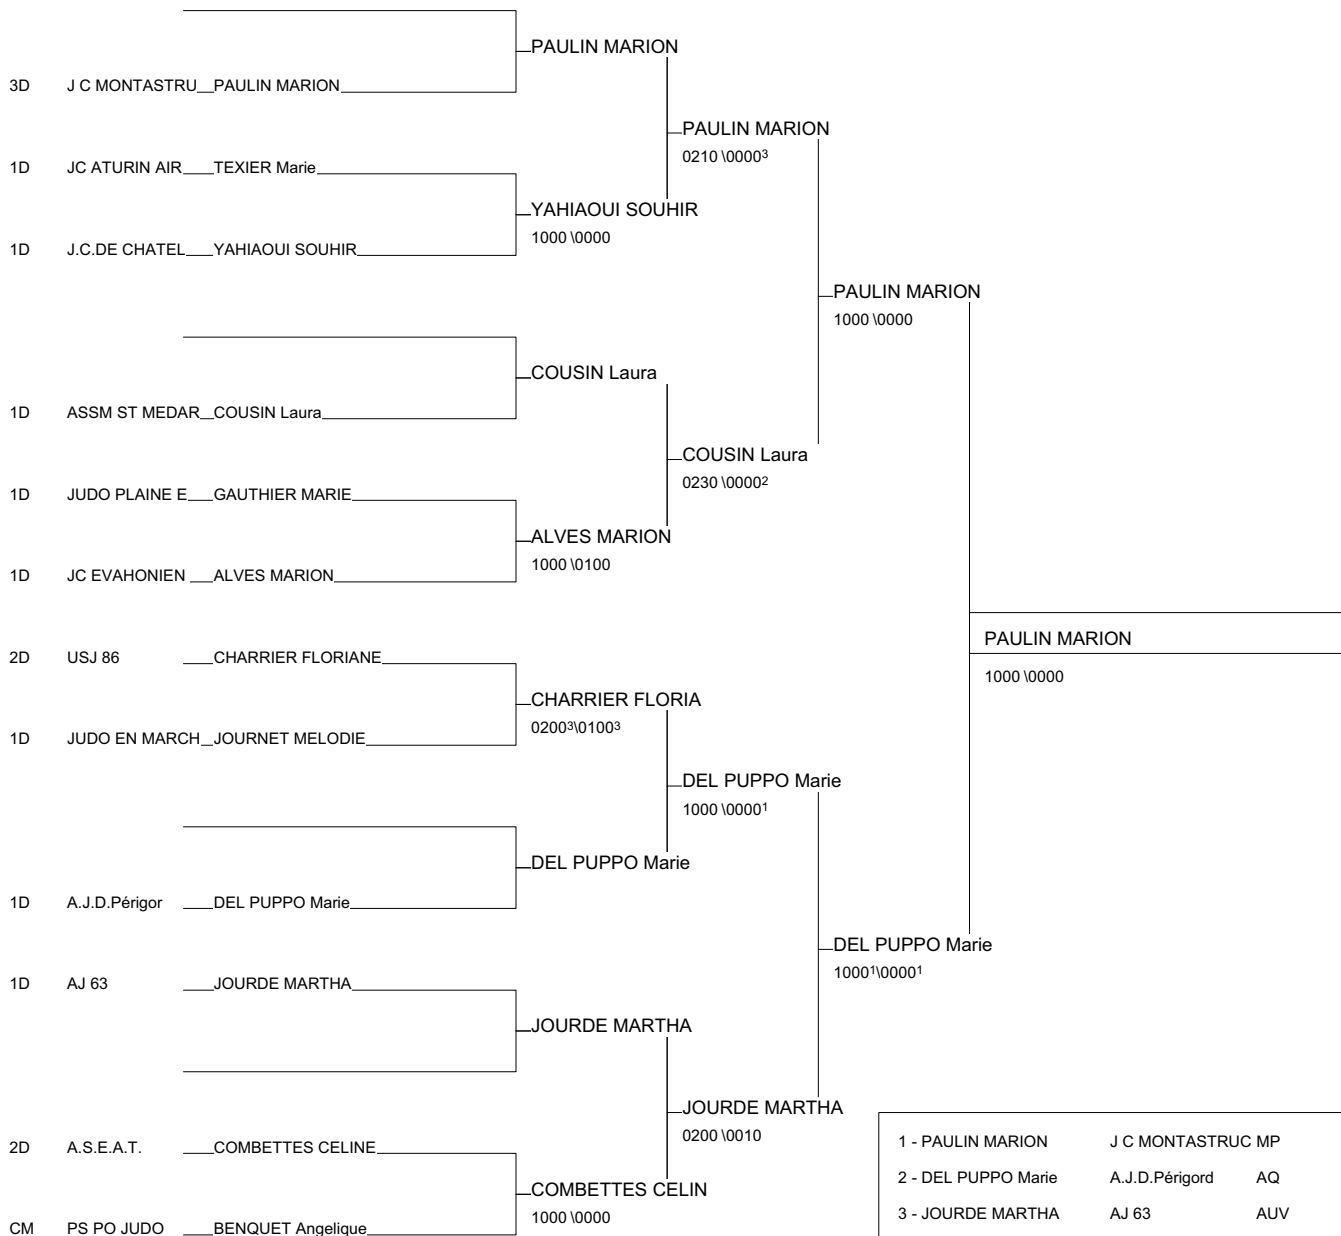 PAULIN MARION
3D J C MONTASTRU PAULIN MARION
PAULIN MARION
0210 \0000³
1D JC ATURIN AIR TEXIER Marie
YAHIAOUI SOUHIR
1000 \0000
1D J.C.DE CHATEL YAHIAOUI SOUHIR
PAULIN MARION
1000 \0000
COUSIN Laura
1D ASSM ST MEDAR COUSIN Laura
COUSIN Laura
0230 \0000²
1D JUDO PLAINE E GAUTHIER MARIE
ALVES MARION
1000 \0100
1D JC EVAHONIEN ALVES MARION
PAULIN MARION
1000 \0000
2D USJ 86 CHARRIER FLORIANE
CHARRIER FLORIA
0200³\0100³
1D JUDO EN MARCH JOURNET MELODIE
DEL PUPPO Marie
1000 \0000¹
DEL PUPPO Marie
1D A.J.D.Périgor DEL PUPPO Marie
DEL PUPPO Marie
1000¹\0000¹
1D AJ 63 JOURDE MARTHA
JOURDE MARTHA
JOURDE MARTHA
0200 \0010
2D A.S.E.A.T. COMBETTES CELINE
COMBETTES CELIN
1000 \0000
CM PS PO JUDO BENQUET Angelique
1 - PAULIN MARION J C MONTASTRUC MP
2 - DEL PUPPO Marie A.J.D.Périgord AQ
3 - JOURDE MARTHA AJ 63 AUV